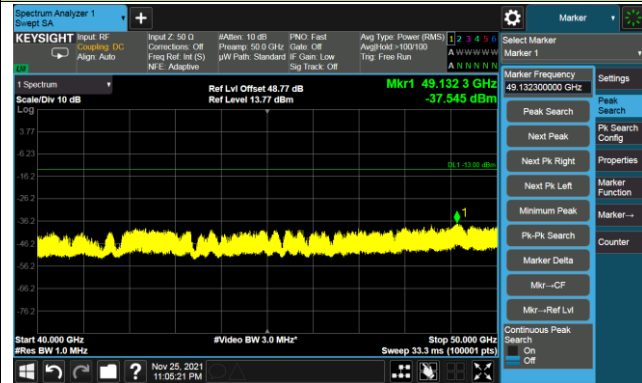 Spectrum Analyzer 1
Swept SA
+
Marker
KEYSIGHT
Input: RF
Coupling: DC
Align: Auto
Input Z: 50 Ω
Corrections: Off
Freq Ref: Int (S)
NFE: Adaptive
#Atten: 10 dB
Preamp: 50.0 GHz
µW Path: Standard
PNO: Fast
Gate: Off
IF Gain: Low
Sig Track: Off
Avg Type: Power (RMS)
Avg|Hold:>100/100
Trig: Free Run
1 2 3 4 5 6
A W W W W W
A N N N N N
LXI
Select Marker
Marker 1
1 Spectrum
Scale/Div 10 dB
Log
Ref Lvl Offset 48.77 dB
Ref Level 13.77 dBm
Mkr1 49.132 3 GHz
-37.545 dBm
3.77
-6.23
-16.2
-26.2
-36.2
-46.2
-56.2
-66.2
-76.2
DL1 -13.00 dBm
1
Start 40.000 GHz
#Res BW 1.0 MHz
#Video BW 3.0 MHz*
Stop 50.000 GHz
Sweep 33.3 ms (100001 pts)
Marker Frequency
49.132300000 GHz
Peak Search
Next Peak
Next Pk Right
Next Pk Left
Minimum Peak
Pk-Pk Search
Marker Delta
Mkr→CF
Mkr→Ref Lvl
Continuous Peak
Search
On
Off
Settings
Peak
Search
Pk Search
Config
Properties
Marker
Function
Marker→
Counter
?
Nov 25, 2021
11:05:21 PM